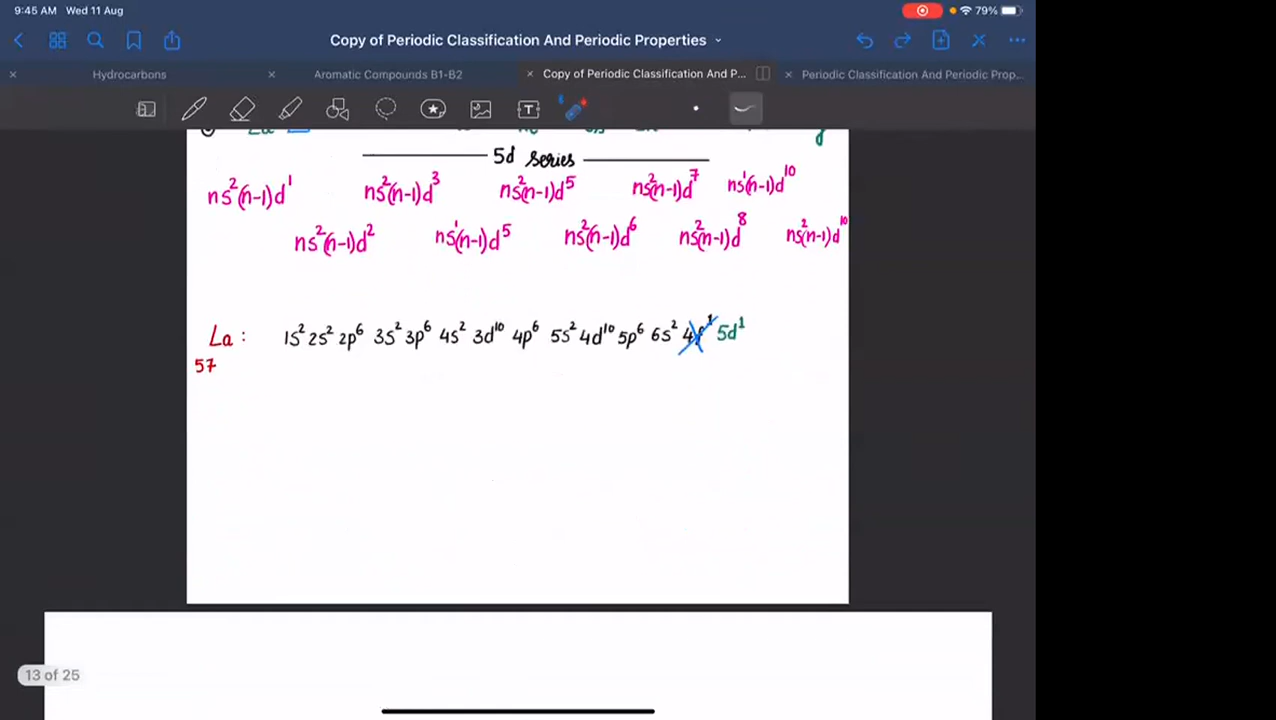 9:45 AM Wed 11 Aug 79%
Copy of Periodic Classification And Periodic Properties
Hydrocarbons Aromatic Compounds B1-B2 Copy of Periodic Classification And P... Periodic Classification And Periodic Prop...
5d series
ns²(n-1)d¹ ns²(n-1)d³ ns²(n-1)d⁵ ns²(n-1)d⁷ ns¹(n-1)d¹⁰
ns²(n-1)d² ns¹(n-1)d⁵ ns²(n-1)d⁶ ns²(n-1)d⁸ ns²(n-1)d¹⁰
La : 1s² 2s² 2p⁶ 3s² 3p⁶ 4s² 3d¹⁰ 4p⁶ 5s² 4d¹⁰ 5p⁶ 6s² 4f¹ 5d¹
57
13 of 25